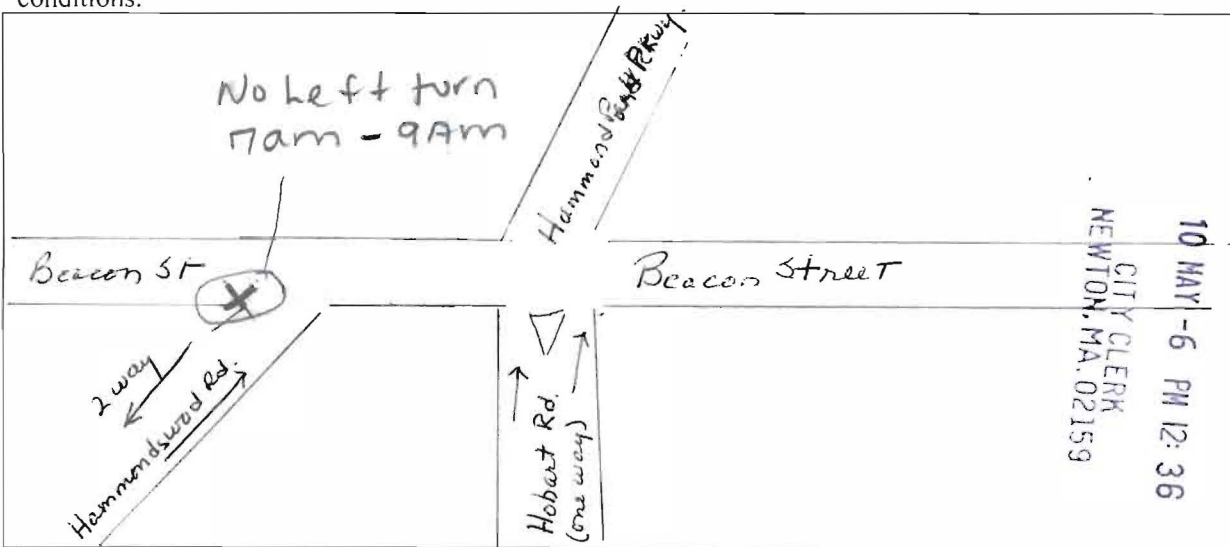 conditions:
No Left turn
7am - 9Am
Hammond Pkwy.
Beacon St
Beacon Street
2 way
Hammondswood Rd.
Hobart Rd.
(one way)
10 MAY -6 PM 12:36
CITY CLERK
NEWTON, MA. 02159